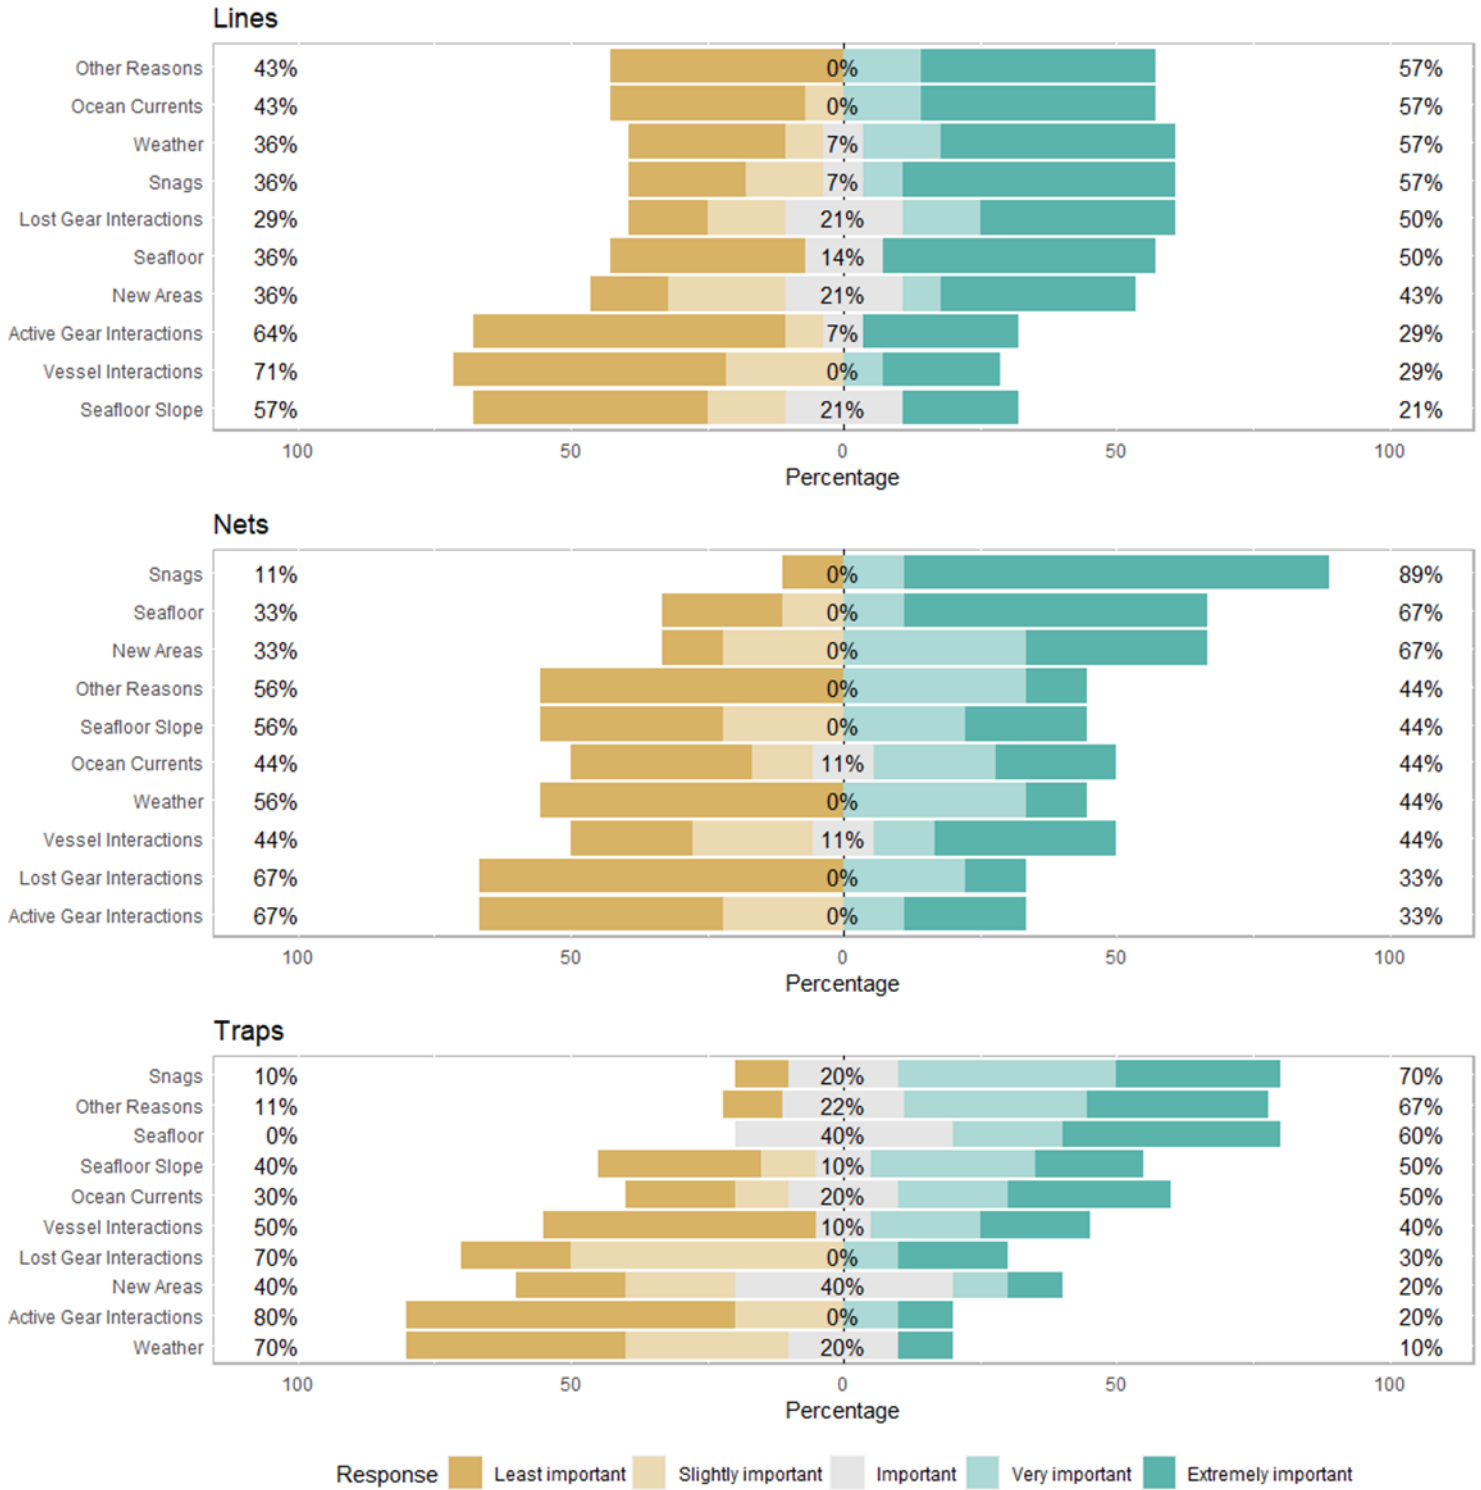 Lines
Other Reasons 43% 0% 57%
Ocean Currents 43% 0% 57%
Weather 36% 7% 57%
Snags 36% 7% 57%
Lost Gear Interactions 29% 21% 50%
Seafloor 36% 14% 50%
New Areas 36% 21% 43%
Active Gear Interactions 64% 7% 29%
Vessel Interactions 71% 0% 29%
Seafloor Slope 57% 21% 21%
100 50 0 50 100
Percentage
Nets
Snags 11% 0% 89%
Seafloor 33% 0% 67%
New Areas 33% 0% 67%
Other Reasons 56% 0% 44%
Seafloor Slope 56% 0% 44%
Ocean Currents 44% 11% 44%
Weather 56% 0% 44%
Vessel Interactions 44% 11% 44%
Lost Gear Interactions 67% 0% 33%
Active Gear Interactions 67% 0% 33%
100 50 0 50 100
Percentage
Traps
Snags 10% 20% 70%
Other Reasons 11% 22% 67%
Seafloor 0% 40% 60%
Seafloor Slope 40% 10% 50%
Ocean Currents 30% 20% 50%
Vessel Interactions 50% 10% 40%
Lost Gear Interactions 70% 0% 30%
New Areas 40% 40% 20%
Active Gear Interactions 80% 0% 20%
Weather 70% 20% 10%
100 50 0 50 100
Percentage
Response Least important Slightly important Important Very important Extremely important